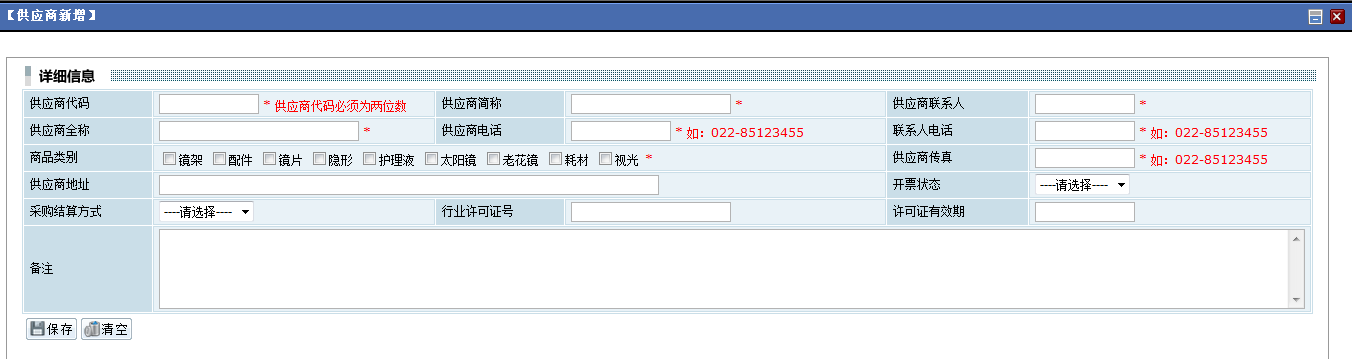 【供应商新增】
详细信息
供应商代码 * 供应商代码必须为两位数 供应商简称 * 供应商联系人 *
供应商全称 * 供应商电话 * 如：022-85123455 联系人电话 * 如：022-85123455
商品类别 镜架 配件 镜片 隐形 护理液 太阳镜 老花镜 耗材 视光 * 供应商传真 * 如：022-85123455
供应商地址 开票状态 ----请选择----
采购结算方式 ----请选择---- 行业许可证号 许可证有效期
备注
保存 清空